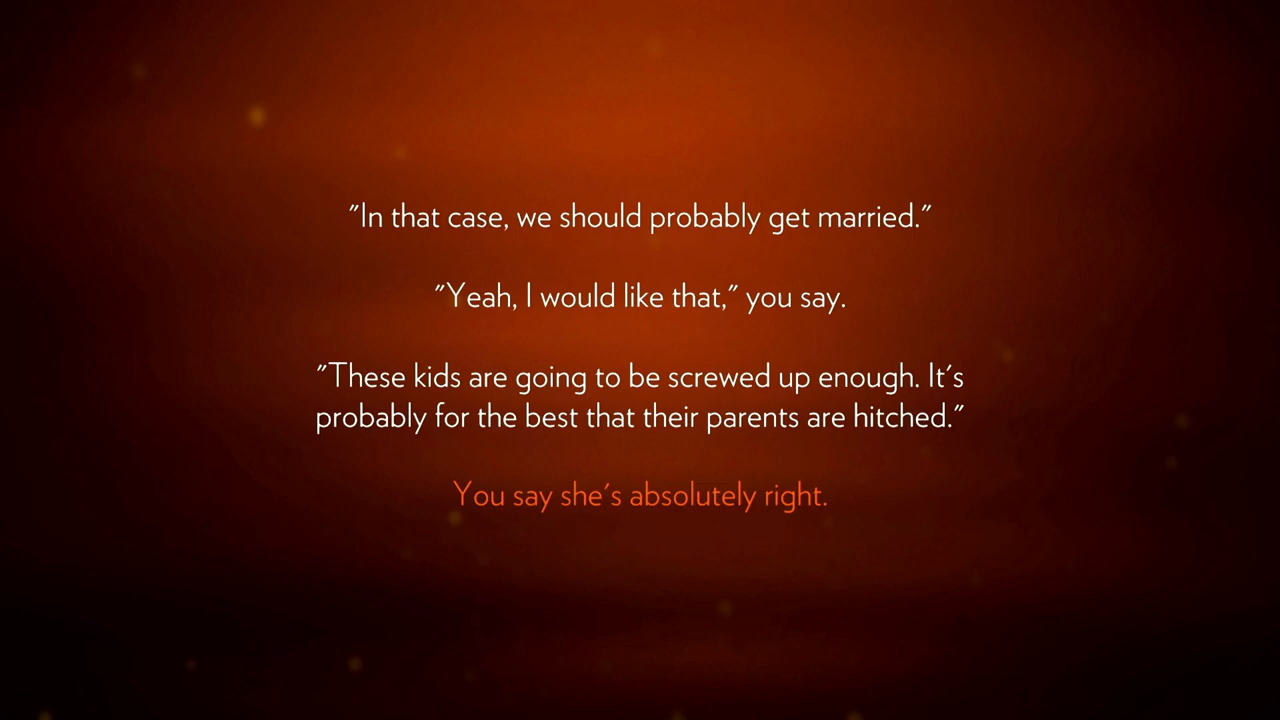 "In that case, we should probably get married."
"Yeah, I would like that," you say.
"These kids are going to be screwed up enough. It's
probably for the best that their parents are hitched."
You say she's absolutely right.